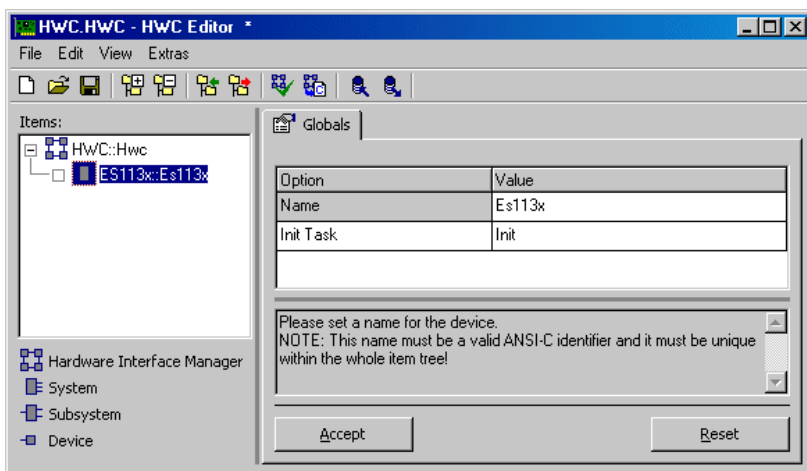 HWC.HWC - HWC Editor *
File Edit View Extras
Items:
HWC::Hwc
ES113x::Es113x
Hardware Interface Manager
System
Subsystem
Device
Globals
Option Value
Name Es113x
Init Task Init
Please set a name for the device.
NOTE: This name must be a valid ANSI-C identifier and it must be unique
within the whole item tree!
Accept Reset